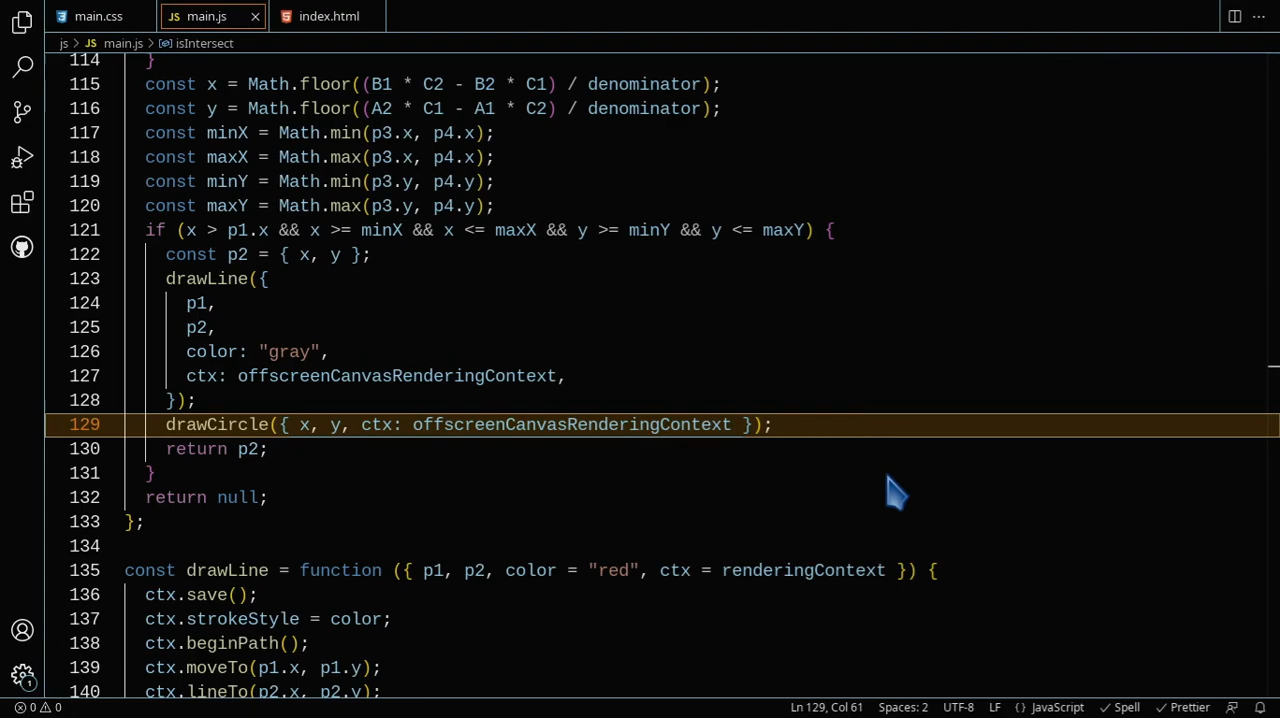 main.css JS main.js index.html
js > JS main.js > isIntersect
114 }
115 const x = Math.floor((B1 * C2 - B2 * C1) / denominator);
116 const y = Math.floor((A2 * C1 - A1 * C2) / denominator);
117 const minX = Math.min(p3.x, p4.x);
118 const maxX = Math.max(p3.x, p4.x);
119 const minY = Math.min(p3.y, p4.y);
120 const maxY = Math.max(p3.y, p4.y);
121 if (x > p1.x && x >= minX && x <= maxX && y >= minY && y <= maxY) {
122 const p2 = { x, y };
123 drawLine({
124 p1,
125 p2,
126 color: "gray",
127 ctx: offscreenCanvasRenderingContext,
128 });
129 drawCircle({ x, y, ctx: offscreenCanvasRenderingContext });
130 return p2;
131 }
132 return null;
133 };
134
135 const drawLine = function ({ p1, p2, color = "red", ctx = renderingContext }) {
136 ctx.save();
137 ctx.strokeStyle = color;
138 ctx.beginPath();
139 ctx.moveTo(p1.x, p1.y);
140 ctx.lineTo(p2.x, p2.y);
1
0 0 Ln 129, Col 61 Spaces: 2 UTF-8 LF {} JavaScript Spell Prettier